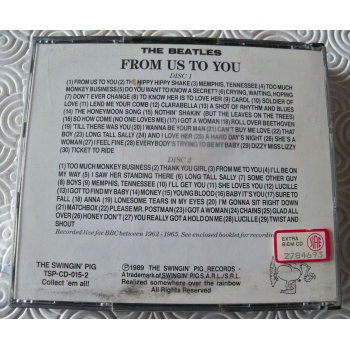 THE BEATLES
FROM US TO YOU
DISC 1
(1)FROM US TO YOU (2) THE HIPPY HIPPY SHAKE (3) MEMPHIS, TENNESSEE (4) TOO MUCH
MONKEY BUSINESS (5) DO YOU WANT TO KNOW A SECRET? (6) CRYING, WAITING, HOPING
(7) DON'T EVER CHANGE (8) TO KNOW HER IS TO LOVE HER (9) CAROL (10) SOLDIER OF
LOVE (11) LEND ME YOUR COMB (12) CLARABELLA (13) A SHOT OF RHYTHM AND BLUES
(14) THE HONEYMOON SONG (15) NOTHIN' SHAKIN' (BUT THE LEAVES ON THE TREES)
(16) SO HOW COME (NO ONE LOVES ME) (17) I GOT A WOMAN (18) ROLL OVER BEETHOVEN
(19) TILL THERE WAS YOU (20) I WANNA BE YOUR MAN (21) CAN'T BUY ME LOVE (22) THAT
BOY (23) LONG TALL SALLY (24) AND I LOVE HER (25) A HARD DAY'S NIGHT (26) SHE'S A
WOMAN (27) I FEEL FINE (28) EVERYBODY'S TRYING TO BE MY BABY (29) DIZZY MISS LIZZY
(30) TICKET TO RIDE
DISC 2
(1) TOO MUCH MONKEY BUSINESS (2) THANK YOU GIRL (3) FROM ME TO YOU (4) I'LL BE ON
MY WAY (5) I SAW HER STANDING THERE (6) LONG TALL SALLY (7) SOME OTHER GUY
(8) BOYS (9) MEMPHIS, TENNESSEE (10) I'LL GET YOU (11) SHE LOVES YOU (12) LUCILLE
(13) I GOT TO FIND MY BABY (14) MONEY (15) YOUNG BLOOD (16) BABY IT'S YOU (17) SURE TO
FALL (18) ANNA (19) LONESOME TEARS IN MY EYES (20) I'M GONNA SIT RIGHT DOWN
(21) MATCHBOX (22) PLEASE MR. POSTMAN (23) I GOT A WOMAN (24) CHAINS (25) GLAD ALL
OVER (26) HONEY DON'T (27) YOU REALLY GOT A HOLD ON ME (28) LUCILLE (29) TWIST AND
SHOUT
Recorded live for BBC between 1962 - 1965. See enclosed booklet for recording
THE SWINGIN' PIG
TSP-CD-015-2
Collect 'em all!
Ⓟ1989 THE SWINGIN' PIG RECORDS
A trademark of SWINGIN' PIG S.A.R.L./S.R.L.
Realized somewhere in the rainbow
All Rights Reserved
EXTRA
BIEM CD
2784693